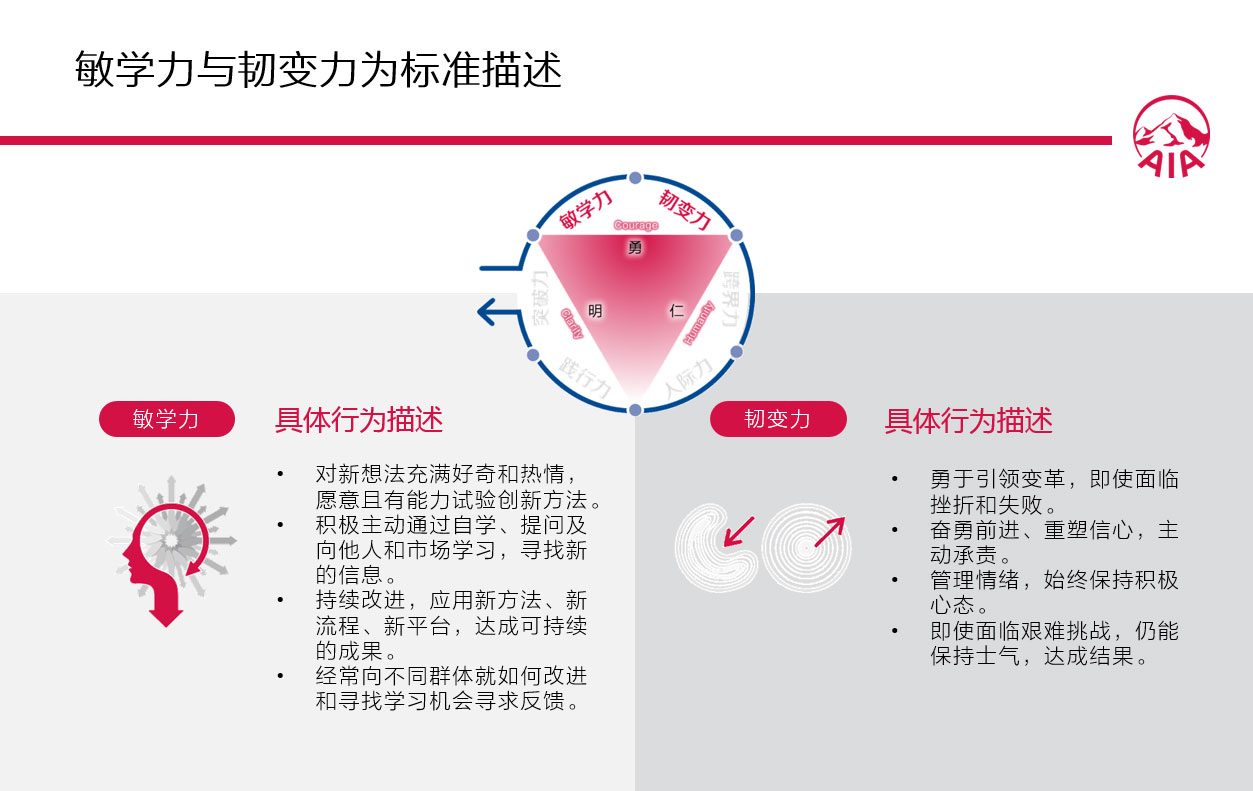 敏学力与韧变力为标准描述
AIA
敏学力
韧变力
Courage
勇
突破力
跨界力
明
仁
Clarity
Humanity
践行力
人际力
敏学力
具体行为描述
• 对新想法充满好奇和热情，
愿意且有能力试验创新方法。
• 积极主动通过自学、提问及
向他人和市场学习，寻找新
的信息。
• 持续改进，应用新方法、新
流程、新平台，达成可持续
的成果。
• 经常向不同群体就如何改进
和寻找学习机会寻求反馈。
韧变力
具体行为描述
• 勇于引领变革，即使面临
挫折和失败。
• 奋勇前进、重塑信心，主
动承责。
• 管理情绪，始终保持积极
心态。
• 即使面临艰难挑战，仍能
保持士气，达成结果。